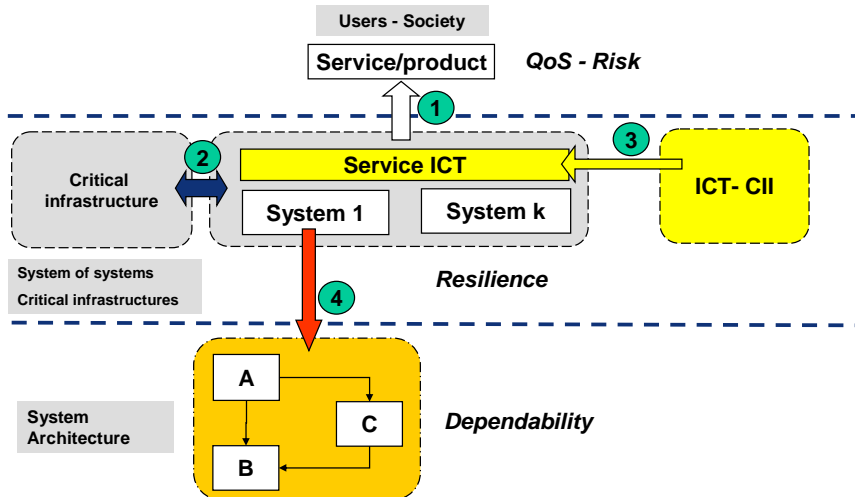 Users - Society
Service/product
QoS - Risk
1
2
3
Critical
infrastructure
Service ICT
ICT- CII
System 1
System k
System of systems
Critical infrastructures
Resilience
4
A
System
Architecture
C
Dependability
B